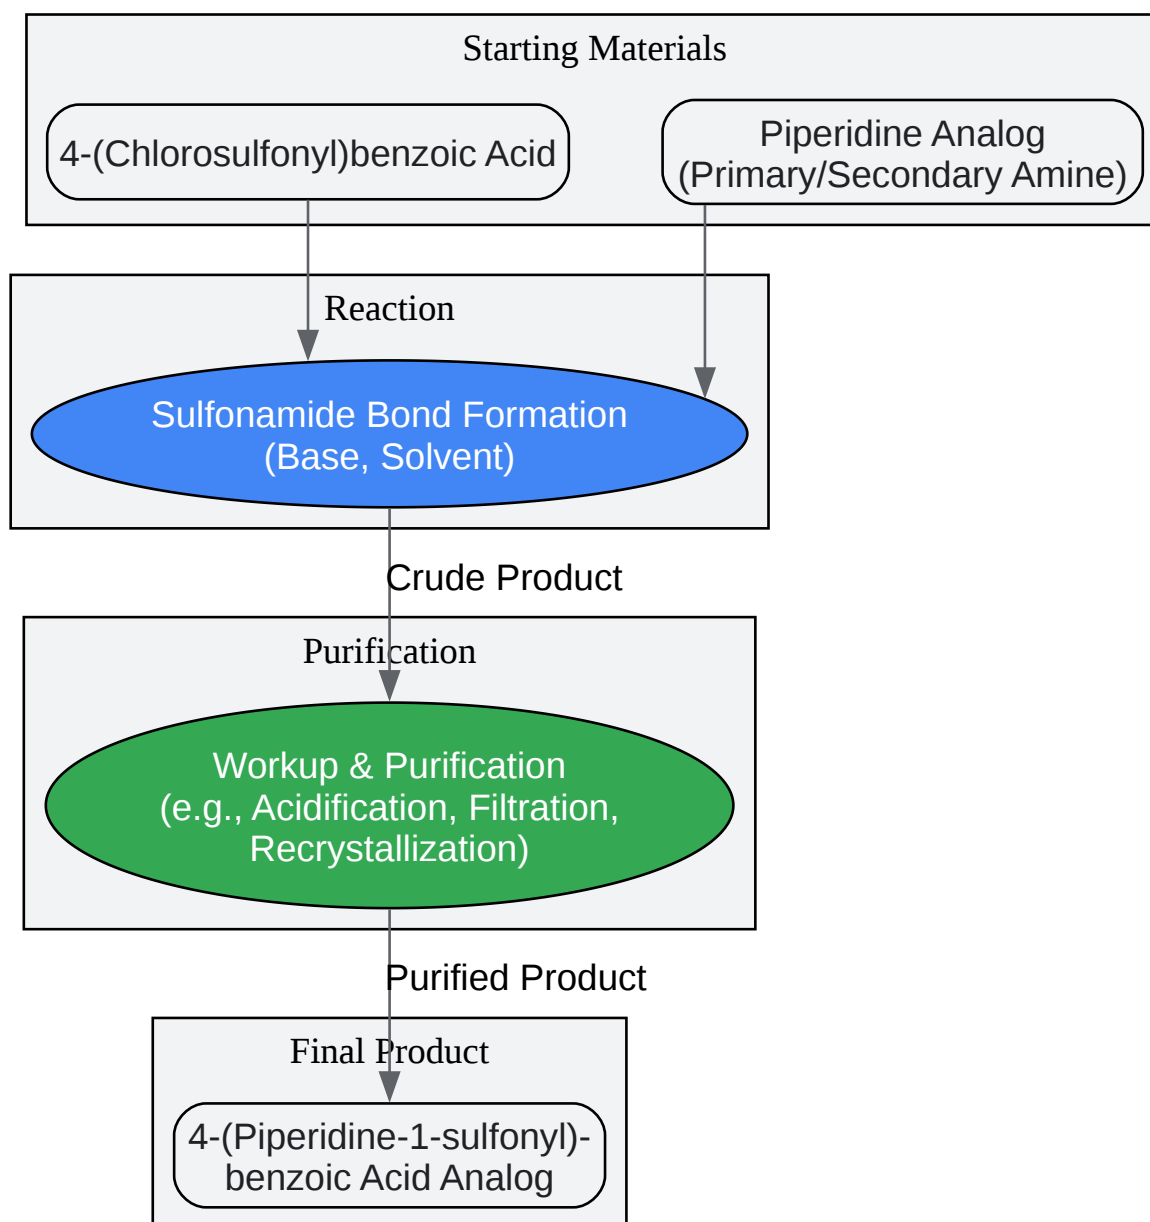 Starting Materials
4-(Chlorosulfonyl)benzoic Acid
Piperidine Analog
(Primary/Secondary Amine)
Reaction
Sulfonamide Bond Formation
(Base, Solvent)
Crude Product
Purification
Workup & Purification
(e.g., Acidification, Filtration,
Recrystallization)
Purified Product
Final Product
4-(Piperidine-1-sulfonyl)-
benzoic Acid Analog